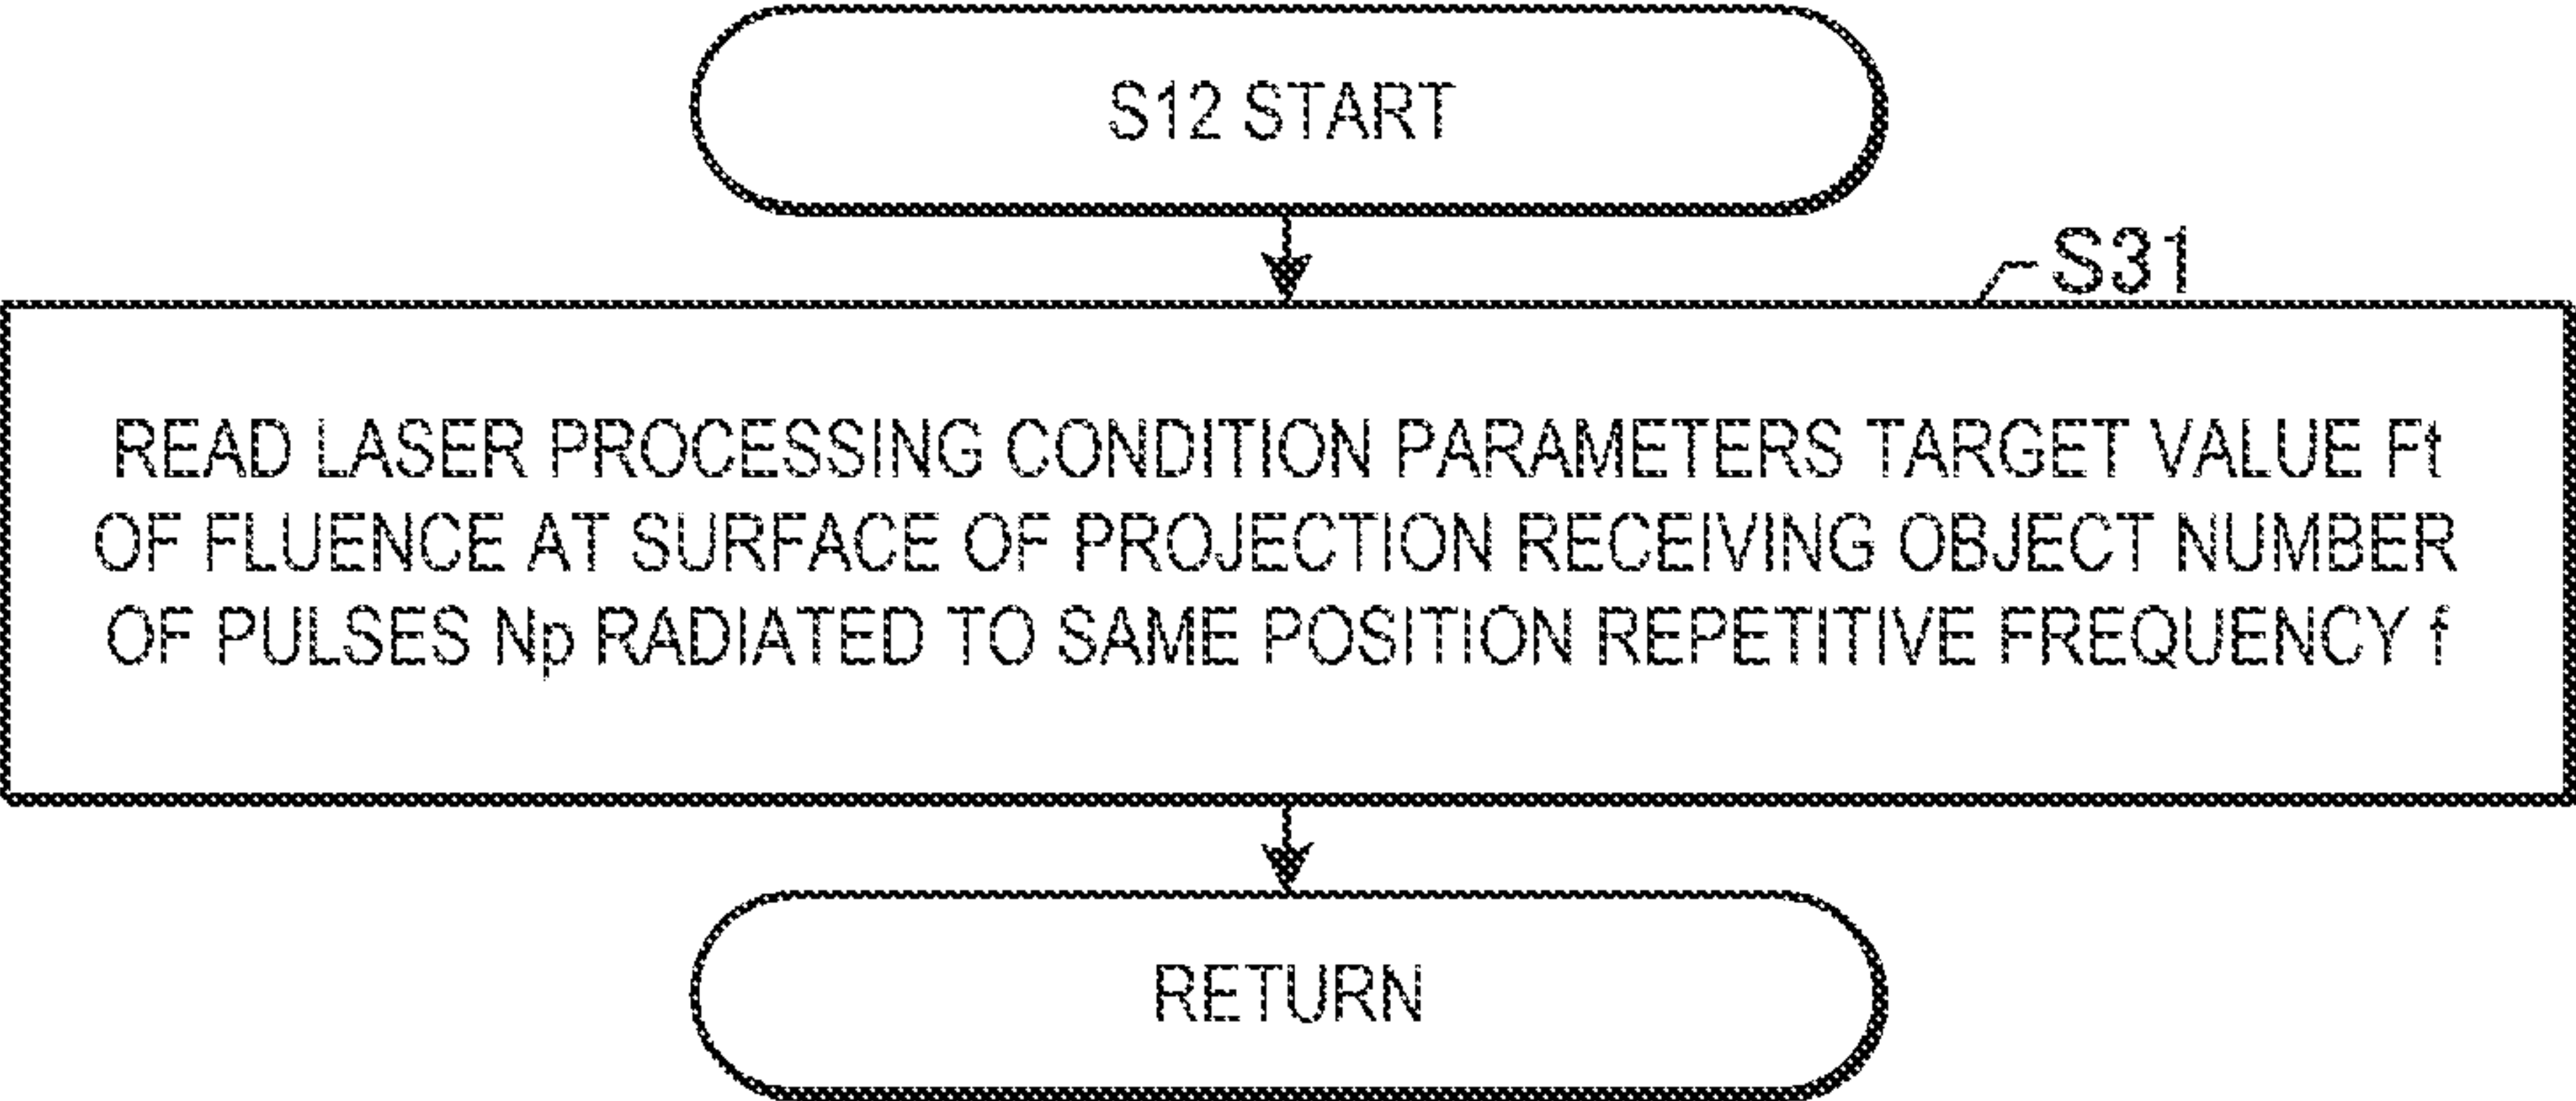 S12 START
S31
READ LASER PROCESSING CONDITION PARAMETERS TARGET VALUE Ft
OF FLUENCE AT SURFACE OF PROJECTION RECEIVING OBJECT NUMBER
OF PULSES Np RADIATED TO SAME POSITION REPETITIVE FREQUENCY f
RETURN